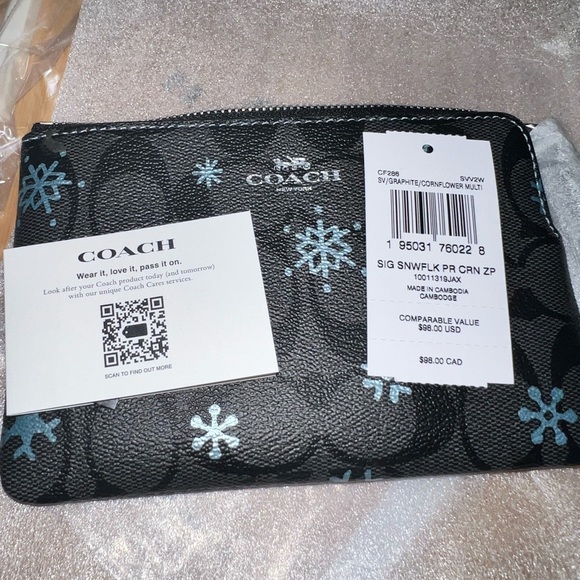 COACH
NEW YORK
COACH
Wear it, love it, pass it on.
Look after your Coach product today (and tomorrow)
with our unique Coach Cares services.
SCAN TO FIND OUT MORE
CF286 SVV2W
SV/GRAPHITE/CORNFLOWER MULTI
1 95031 76022 8
SIG SNWFLK PR CRN ZP
10011319JAX
MADE IN CAMBODIA
CAMBODGE
COMPARABLE VALUE
$98.00 USD
$98.00 CAD